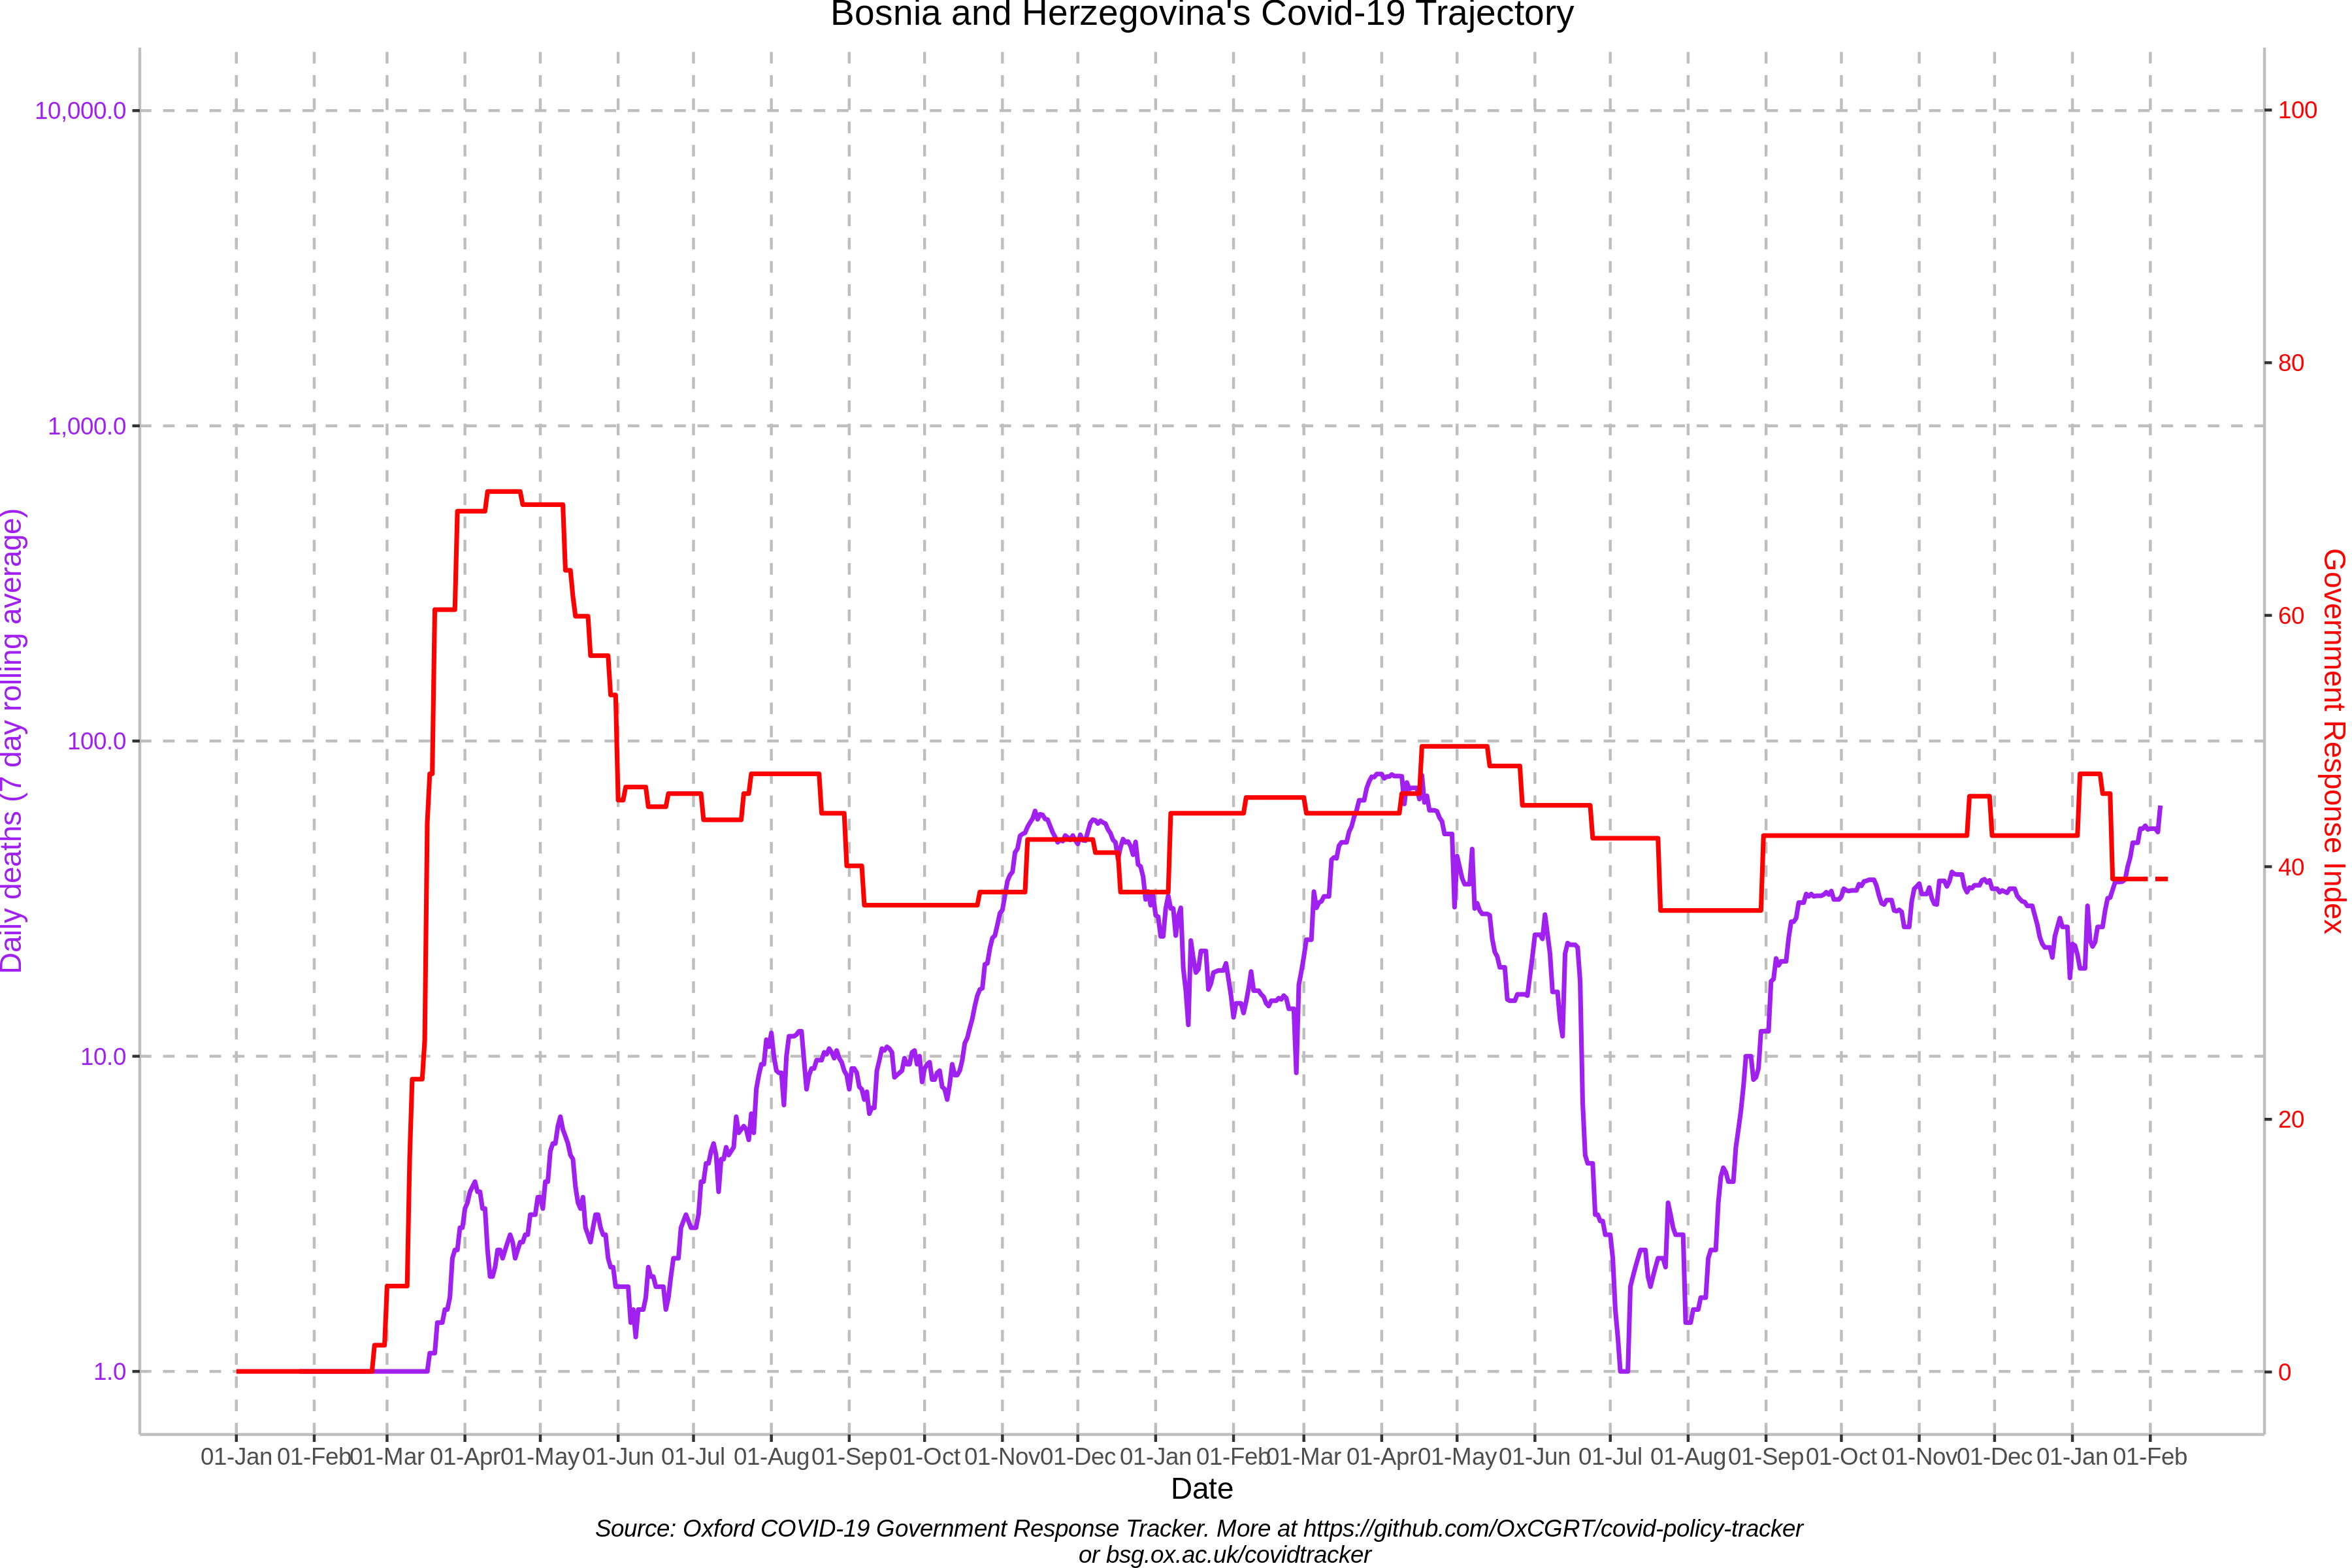 Bosnia and Herzegovina's Covid-19 Trajectory
Daily deaths (7 day rolling average)
10,000.0
1,000.0
100.0
10.0
1.0
100
80
60
40
20
0
Government Response Index
01-Jan 01-Feb 01-Mar 01-Apr 01-May 01-Jun 01-Jul 01-Aug 01-Sep 01-Oct 01-Nov 01-Dec 01-Jan 01-Feb 01-Mar 01-Apr 01-May 01-Jun 01-Jul 01-Aug 01-Sep 01-Oct 01-Nov 01-Dec 01-Jan 01-Feb
Date
Source: Oxford COVID-19 Government Response Tracker. More at https://github.com/OxCGRT/covid-policy-tracker
or bsg.ox.ac.uk/covidtracker